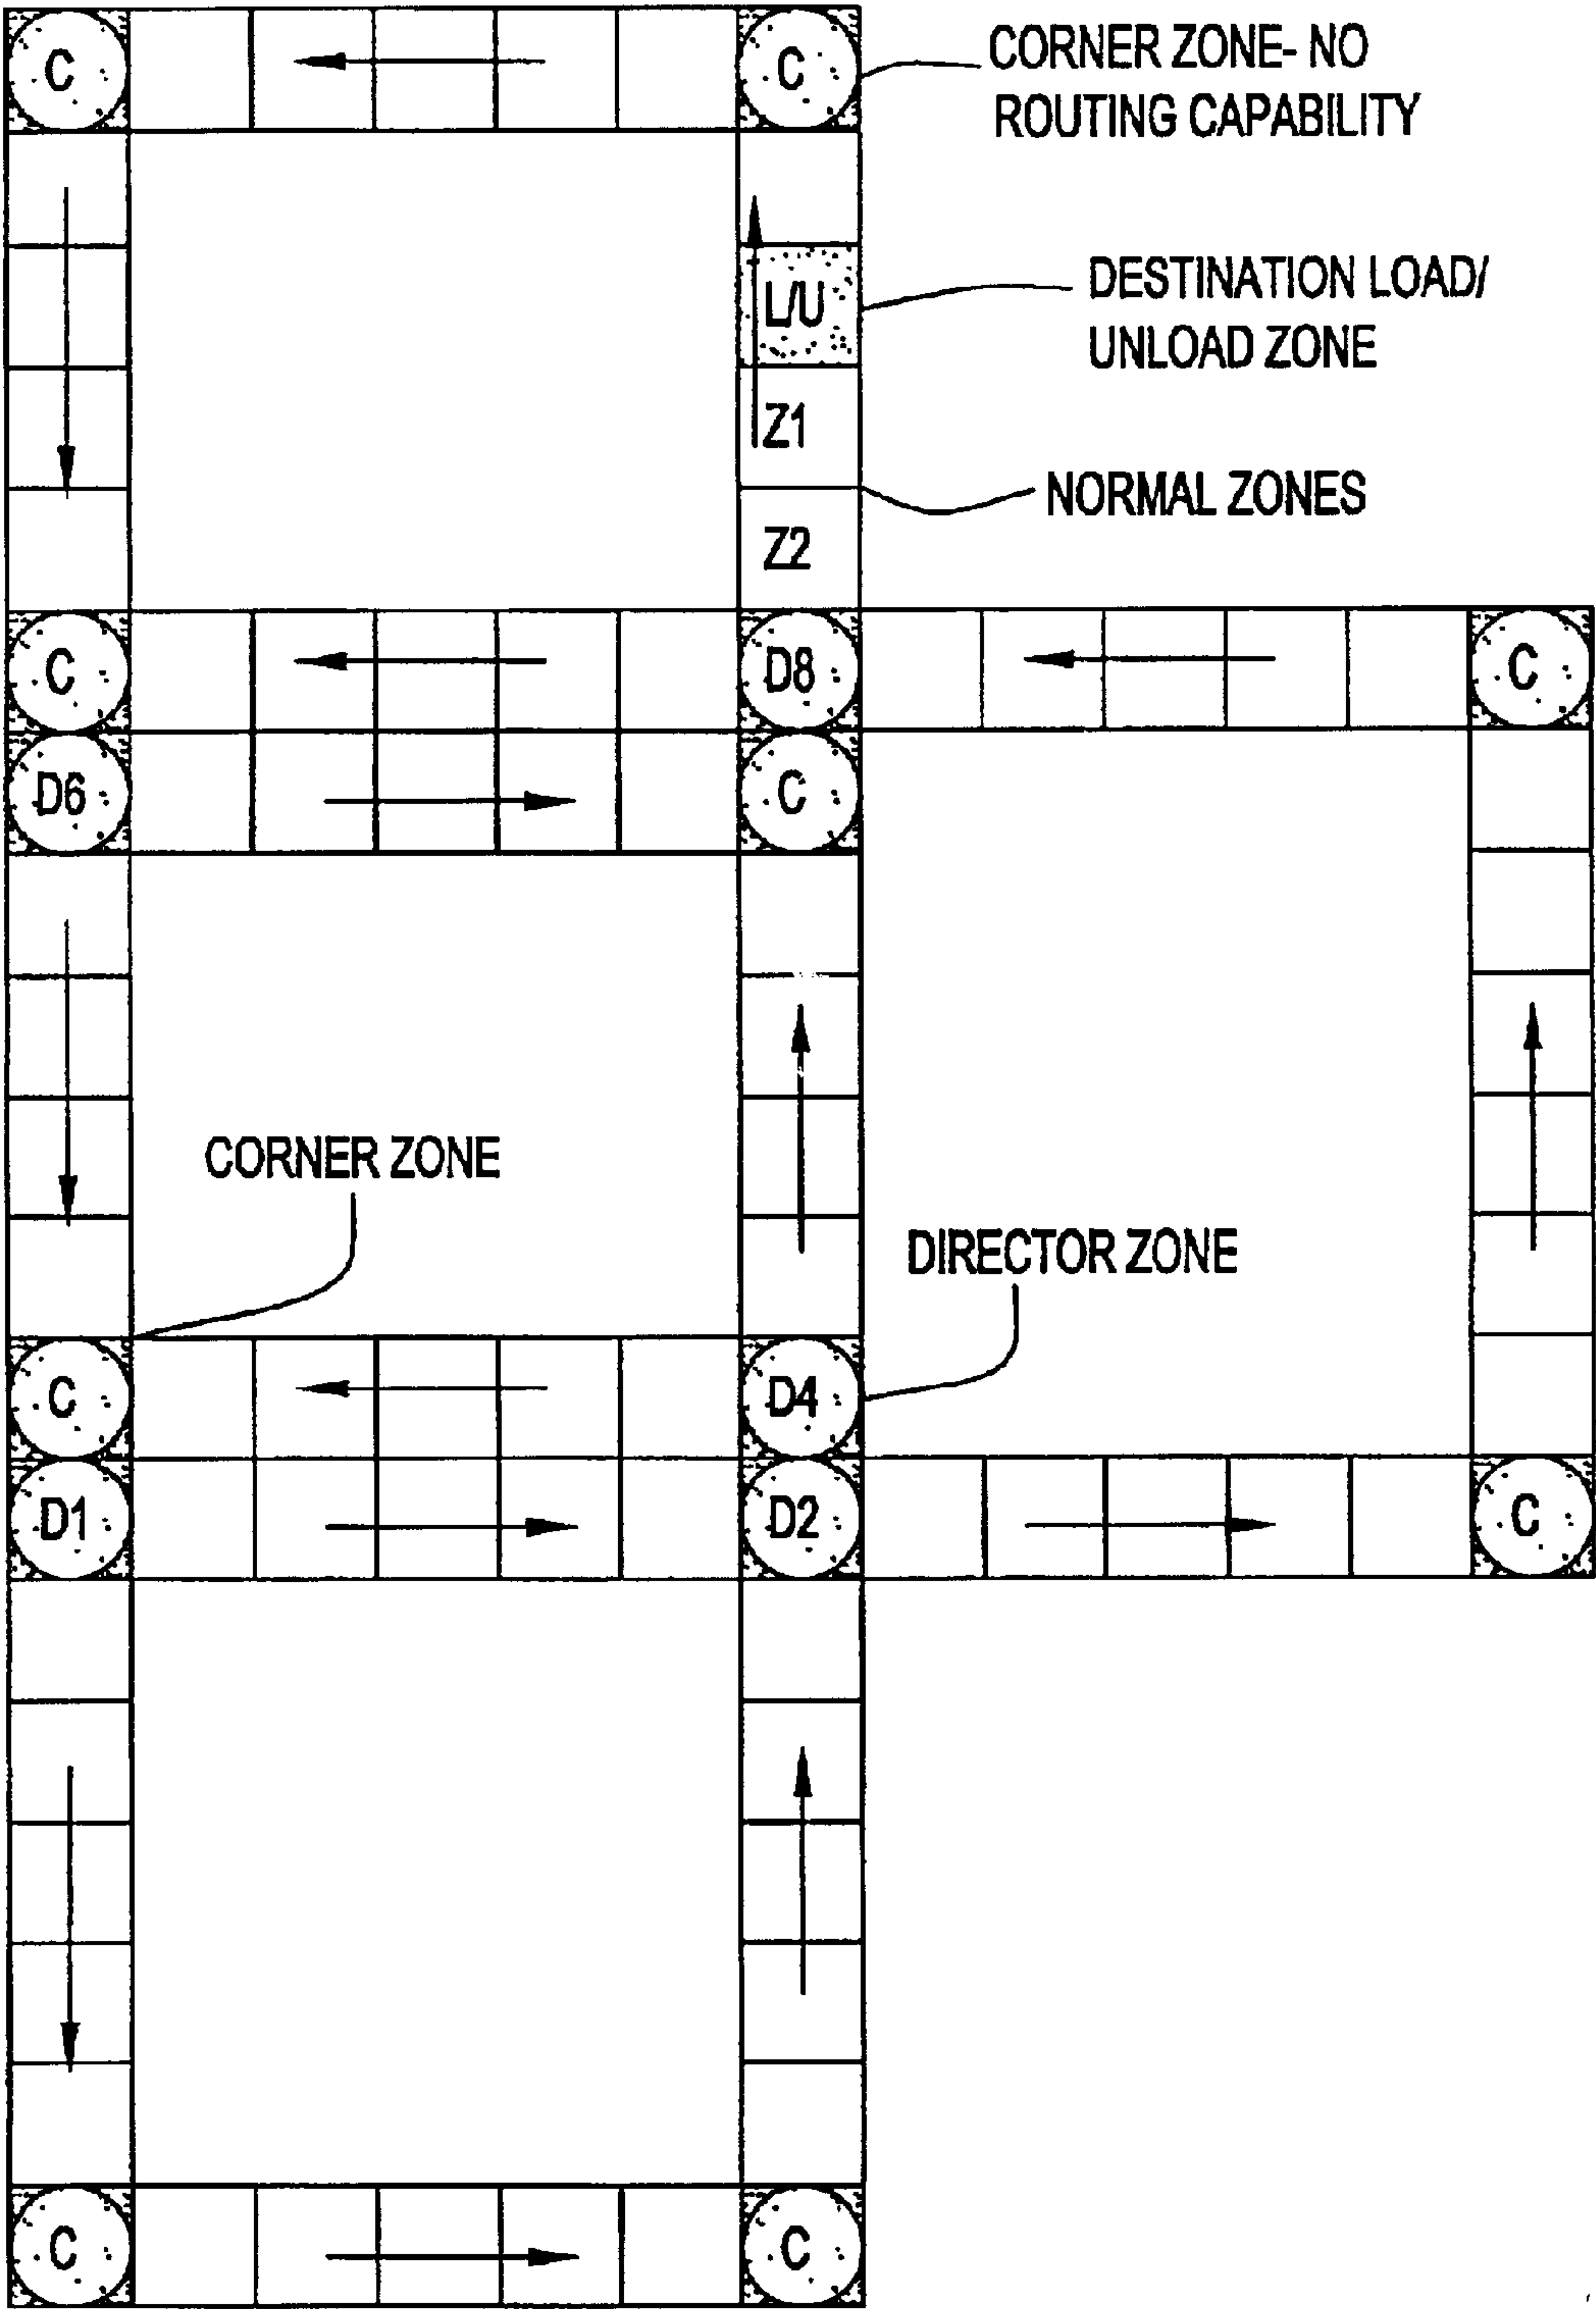 C
C
CORNER ZONE- NO
ROUTING CAPABILITY
L/U
DESTINATION LOAD/
UNLOAD ZONE
Z1
NORMAL ZONES
Z2
C
D8
C
D6
C
CORNER ZONE
DIRECTOR ZONE
C
D4
D1
D2
C
C
C